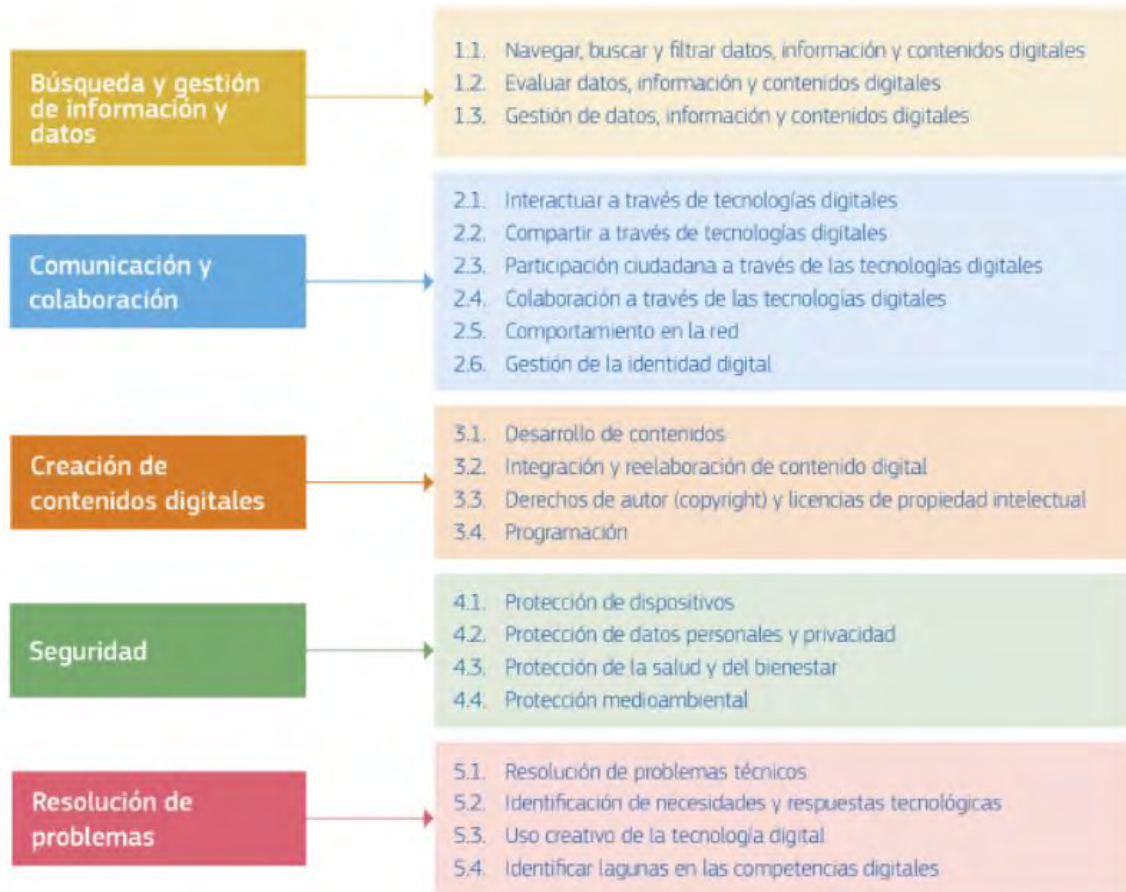 Búsqueda y gestión
de información y
datos
1.1. Navegar, buscar y filtrar datos, información y contenidos digitales
1.2. Evaluar datos, información y contenidos digitales
1.3. Gestión de datos, información y contenidos digitales
Comunicación y
colaboración
2.1. Interactuar a través de tecnologías digitales
2.2. Compartir a través de tecnologías digitales
2.3. Participación ciudadana a través de las tecnologías digitales
2.4. Colaboración a través de las tecnologías digitales
2.5. Comportamiento en la red
2.6. Gestión de la identidad digital
Creación de
contenidos digitales
3.1. Desarrollo de contenidos
3.2. Integración y reelaboración de contenido digital
3.3. Derechos de autor (copyright) y licencias de propiedad intelectual
3.4. Programación
Seguridad
4.1. Protección de dispositivos
4.2. Protección de datos personales y privacidad
4.3. Protección de la salud y del bienestar
4.4. Protección medioambiental
Resolución de
problemas
5.1. Resolución de problemas técnicos
5.2. Identificación de necesidades y respuestas tecnológicas
5.3. Uso creativo de la tecnología digital
5.4. Identificar lagunas en las competencias digitales